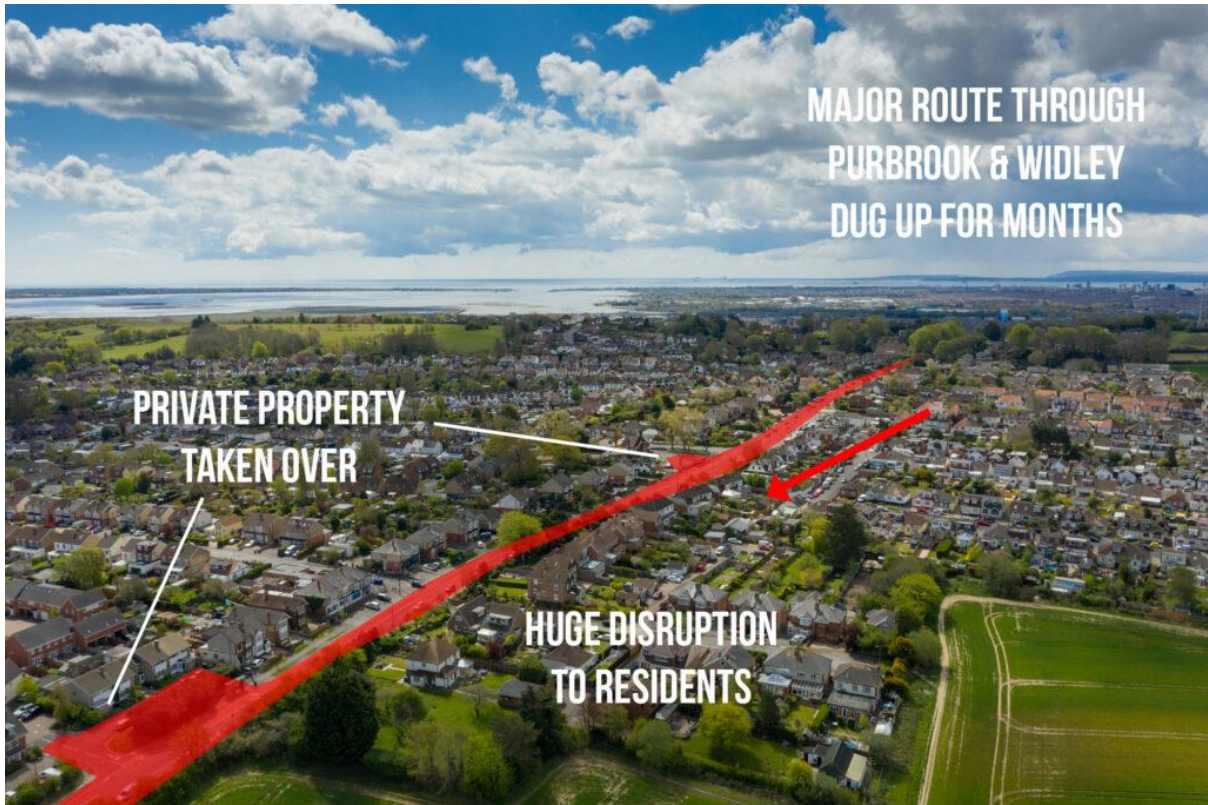 MAJOR ROUTE THROUGH
PURBROOK & WIDLEY
DUG UP FOR MONTHS
PRIVATE PROPERTY
TAKEN OVER
HUGE DISRUPTION
TO RESIDENTS